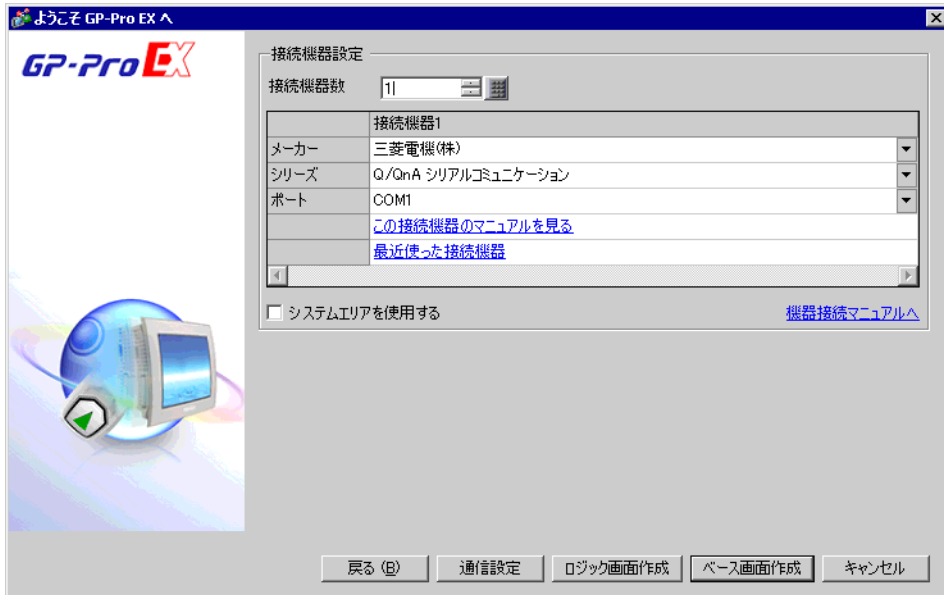 ようこそ GP-Pro EX へ
GP-Pro EX
接続機器設定
接続機器数 1
接続機器1
メーカー 三菱電機(株)
シリーズ Q/QnA シリアルコミュニケーション
ポート COM1
この接続機器のマニュアルを見る
最近使った接続機器
システムエリアを使用する 機器接続マニュアルへ
戻る (B) 通信設定 ロジック画面作成 ベース画面作成 キャンセル